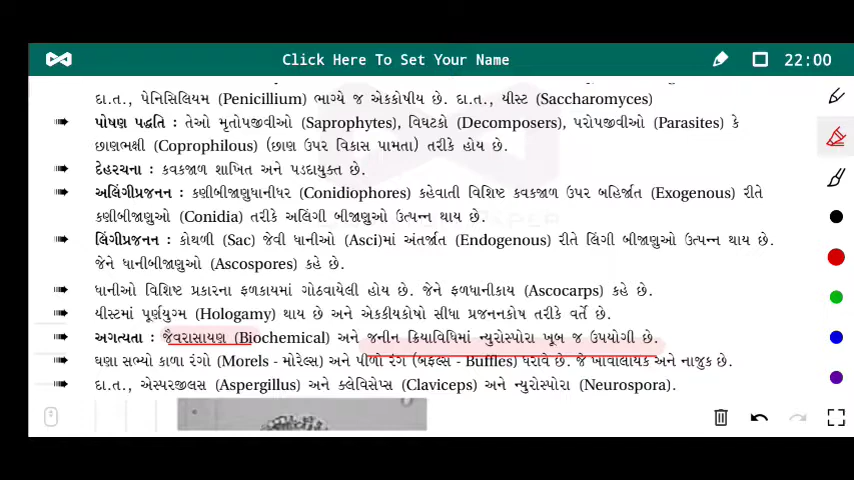 Click Here To Set Your Name
22:00
દા.ત., પેનિસિલિયમ (Penicillium) ભાગ્યે જ એકકોષીય છે. દા.ત., યીસ્ટ (Saccharomyces)
પોષણ પદ્ધતિ : તેઓ મૃતોપજીવીઓ (Saprophytes), વિઘટકો (Decomposers), પરોપજીવીઓ (Parasites) કે
છાણભક્ષી (Coprophilous) (છાણ ઉપર વિકાસ પામતા) તરીકે હોય છે.
દેહરચના : કવકજાળ શાખિત અને પડદાયુક્ત છે.
અલિંગીપ્રજનન : કણીબીજાણુધાનીધર (Conidiophores) કહેવાતી વિશિષ્ટ કવકજાળ ઉપર બહિર્જાત (Exogenous) રીતે
કણીબીજાણુઓ (Conidia) તરીકે અલિંગી બીજાણુઓ ઉત્પન્ન થાય છે.
લિંગીપ્રજનન : કોથળી (Sac) જેવી ધાનીઓ (Asci)માં અંતર્જાત (Endogenous) રીતે લિંગી બીજાણુઓ ઉત્પન્ન થાય છે.
જેને ધાનીબીજાણુઓ (Ascospores) કહે છે.
ધાનીઓ વિશિષ્ટ પ્રકારના ફળકાયમાં ગોઠવાયેલી હોય છે. જેને ફળધાનીકાય (Ascocarps) કહે છે.
યીસ્ટમાં પૂર્ણયુગ્મ (Hologamy) થાય છે અને એકકીયકોષો સીધા પ્રજનનકોષ તરીકે વર્તે છે.
અગત્યતા : જૈવરાસાયણ (Biochemical) અને જનીન ક્રિયાવિધિમાં ન્યુરોસ્પોરા ખૂબ જ ઉપયોગી છે.
ઘણા સભ્યો કાળા રંગો (Morels - મોરેલ્સ) અને પીળો રંગ (બફલ્સ - Buffles) ધરાવે છે. જે ખાવાલાયક અને નાજુક છે.
દા.ત., એસ્પરજીલસ (Aspergillus) અને ક્લેવિસેપ્સ (Claviceps) અને ન્યુરોસ્પોરા (Neurospora).